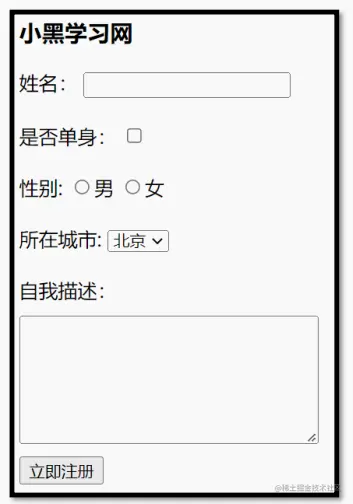 小黑学习网
姓名：
是否单身：
性别: 男 女
所在城市: 北京
自我描述：
立即注册
@稀土掘金技术社区